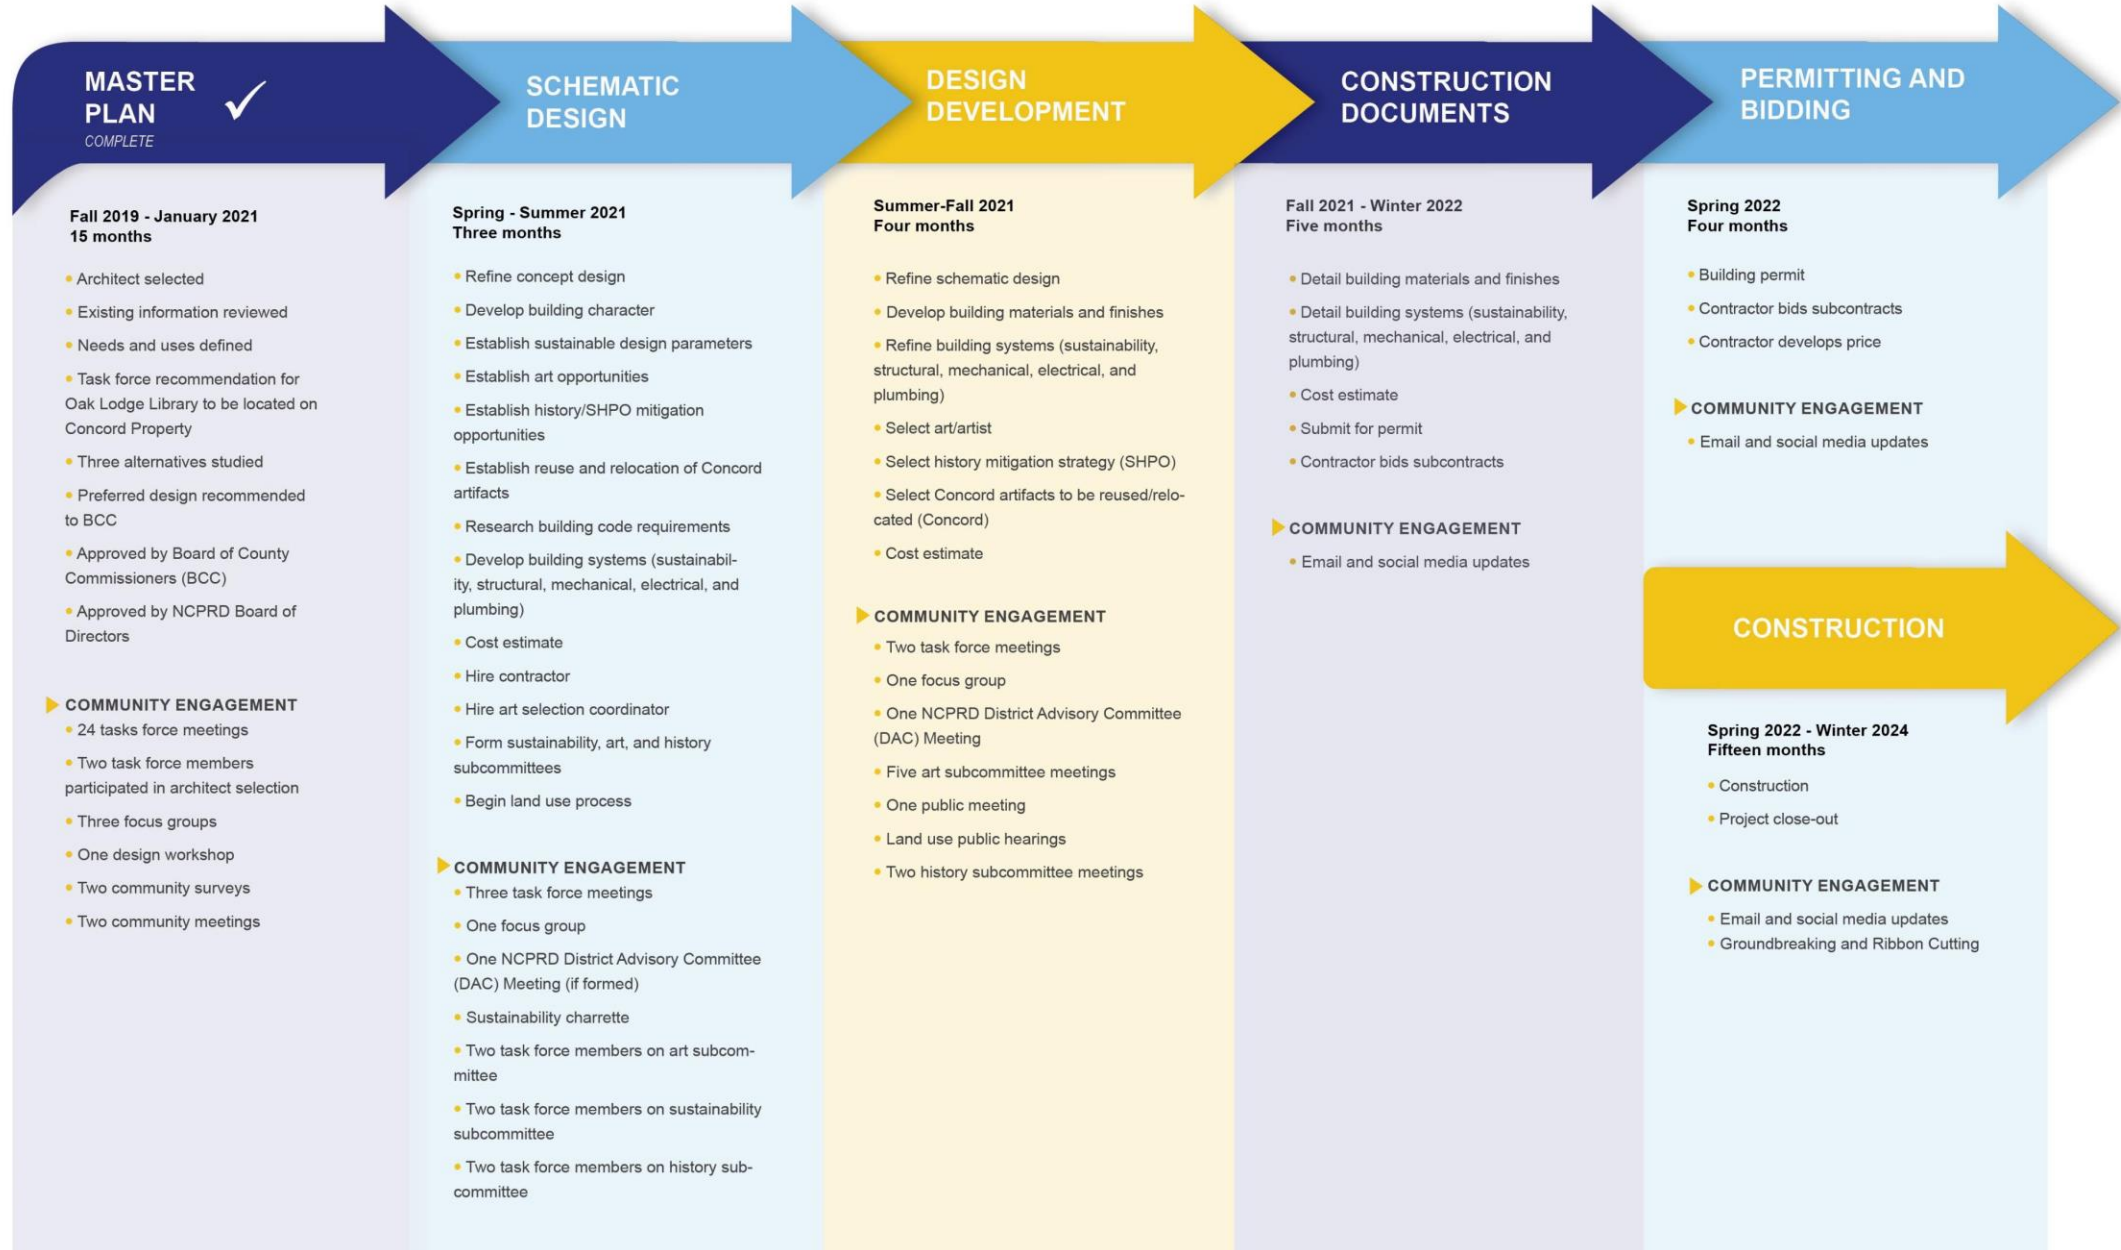 MASTER
PLAN
COMPLETE
Fall 2019 - January 2021
15 months
• Architect selected
• Existing information reviewed
• Needs and uses defined
• Task force recommendation for
Oak Lodge Library to be located on
Concord Property
• Three alternatives studied
• Preferred design recommended
to BCC
• Approved by Board of County
Commissioners (BCC)
• Approved by NCPRD Board of
Directors
COMMUNITY ENGAGEMENT
• 24 tasks force meetings
• Two task force members
participated in architect selection
• Three focus groups
• One design workshop
• Two community surveys
• Two community meetings
SCHEMATIC
DESIGN
Spring - Summer 2021
Three months
• Refine concept design
• Develop building character
• Establish sustainable design parameters
• Establish art opportunities
• Establish history/SHPO mitigation
opportunities
• Establish reuse and relocation of Concord
artifacts
• Research building code requirements
• Develop building systems (sustainabil-
ity, structural, mechanical, electrical, and
plumbing)
• Cost estimate
• Hire contractor
• Hire art selection coordinator
• Form sustainability, art, and history
subcommittees
• Begin land use process
COMMUNITY ENGAGEMENT
• Three task force meetings
• One focus group
• One NCPRD District Advisory Committee
(DAC) Meeting (if formed)
• Sustainability charrette
• Two task force members on art subcom-
mittee
• Two task force members on sustainability
subcommittee
• Two task force members on history sub-
committee
DESIGN
DEVELOPMENT
Summer-Fall 2021
Four months
• Refine schematic design
• Develop building materials and finishes
• Refine building systems (sustainability,
structural, mechanical, electrical, and
plumbing)
• Select art/artist
• Select history mitigation strategy (SHPO)
• Select Concord artifacts to be reused/relo-
cated (Concord)
• Cost estimate
COMMUNITY ENGAGEMENT
• Two task force meetings
• One focus group
• One NCPRD District Advisory Committee
(DAC) Meeting
• Five art subcommittee meetings
• One public meeting
• Land use public hearings
• Two history subcommittee meetings
CONSTRUCTION
DOCUMENTS
Fall 2021 - Winter 2022
Five months
• Detail building materials and finishes
• Detail building systems (sustainability,
structural, mechanical, electrical, and
plumbing)
• Cost estimate
• Submit for permit
• Contractor bids subcontracts
COMMUNITY ENGAGEMENT
• Email and social media updates
PERMITTING AND
BIDDING
Spring 2022
Four months
• Building permit
• Contractor bids subcontracts
• Contractor develops price
COMMUNITY ENGAGEMENT
• Email and social media updates
CONSTRUCTION
Spring 2022 - Winter 2024
Fifteen months
• Construction
• Project close-out
COMMUNITY ENGAGEMENT
• Email and social media updates
• Groundbreaking and Ribbon Cutting